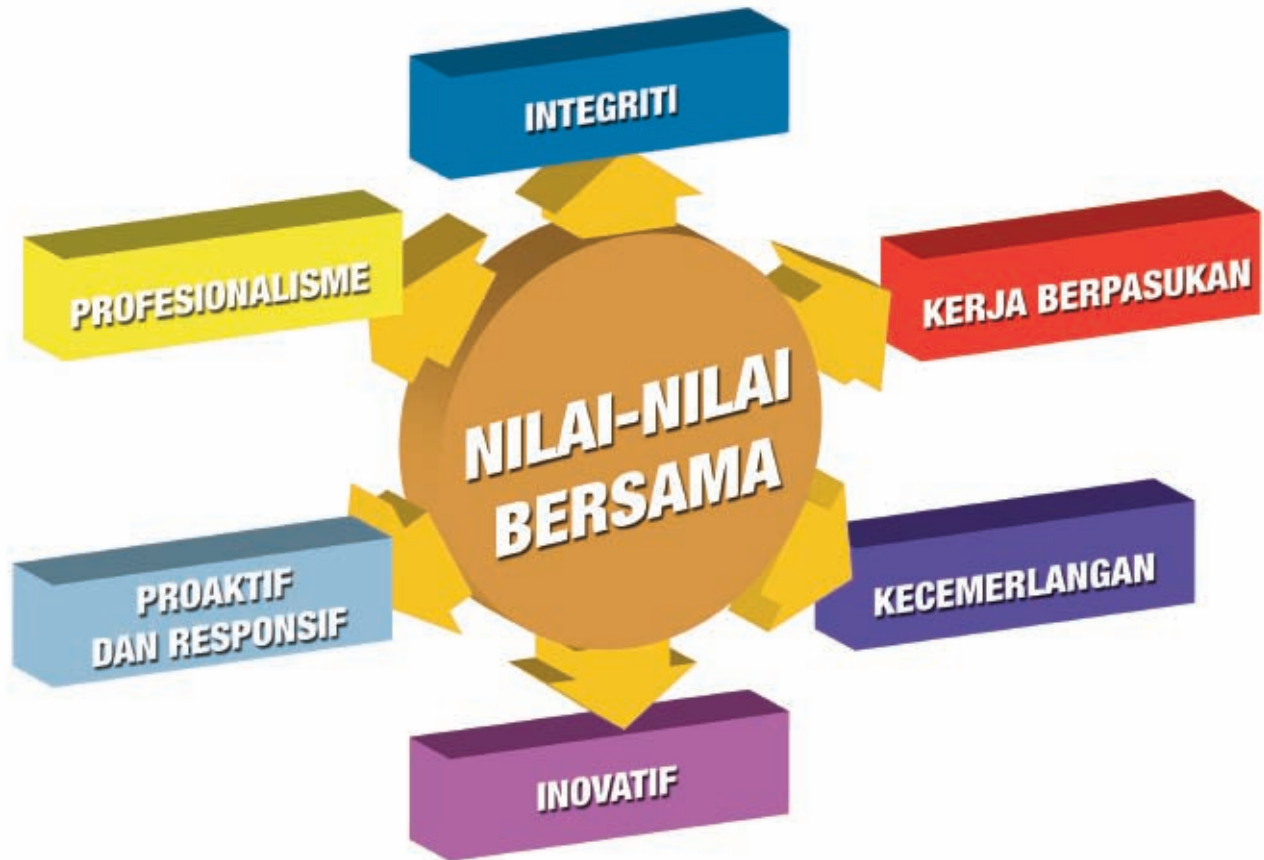 INTEGRITI
PROFESIONALISME
KERJA BERPASUKAN
NILAI-NILAI
BERSAMA
PROAKTIF
DAN RESPONSIF
KECEMERLANGAN
INOVATIF